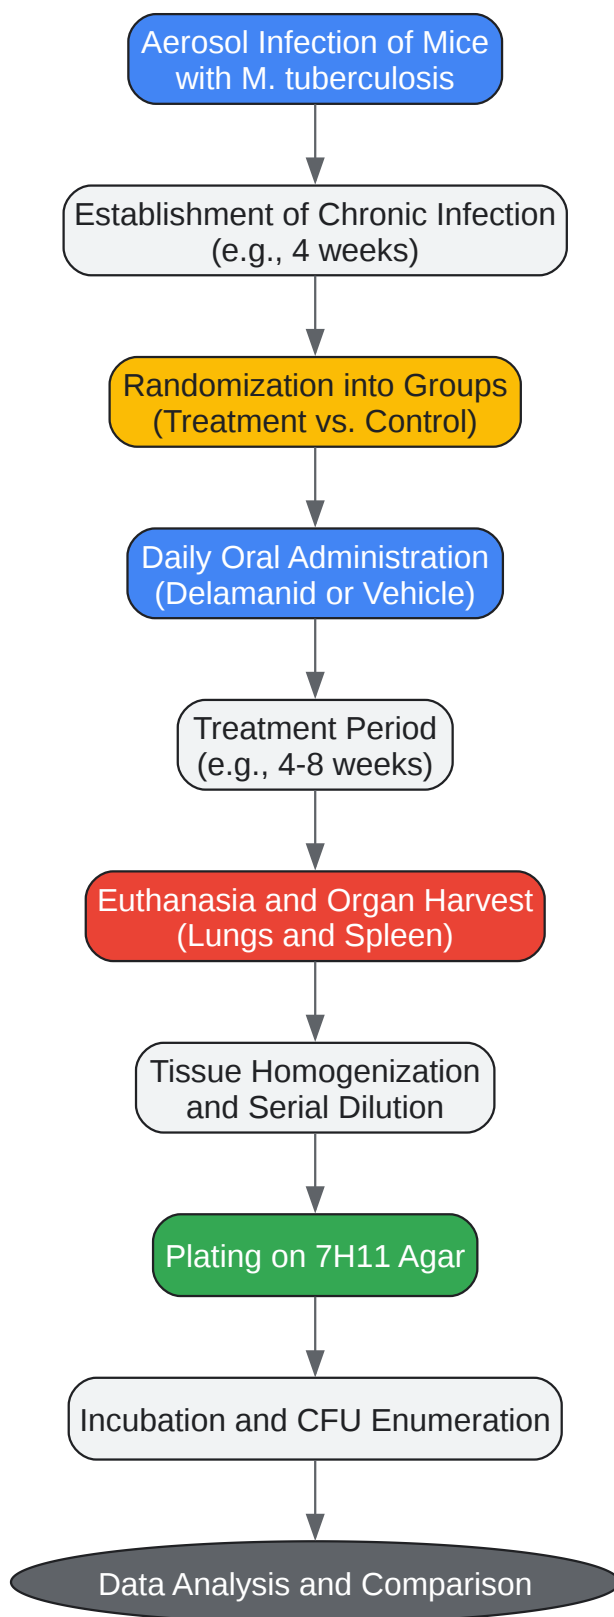 Aerosol Infection of Mice
with M. tuberculosis
Establishment of Chronic Infection
(e.g., 4 weeks)
Randomization into Groups
(Treatment vs. Control)
Daily Oral Administration
(Delamanid or Vehicle)
Treatment Period
(e.g., 4-8 weeks)
Euthanasia and Organ Harvest
(Lungs and Spleen)
Tissue Homogenization
and Serial Dilution
Plating on 7H11 Agar
Incubation and CFU Enumeration
Data Analysis and Comparison